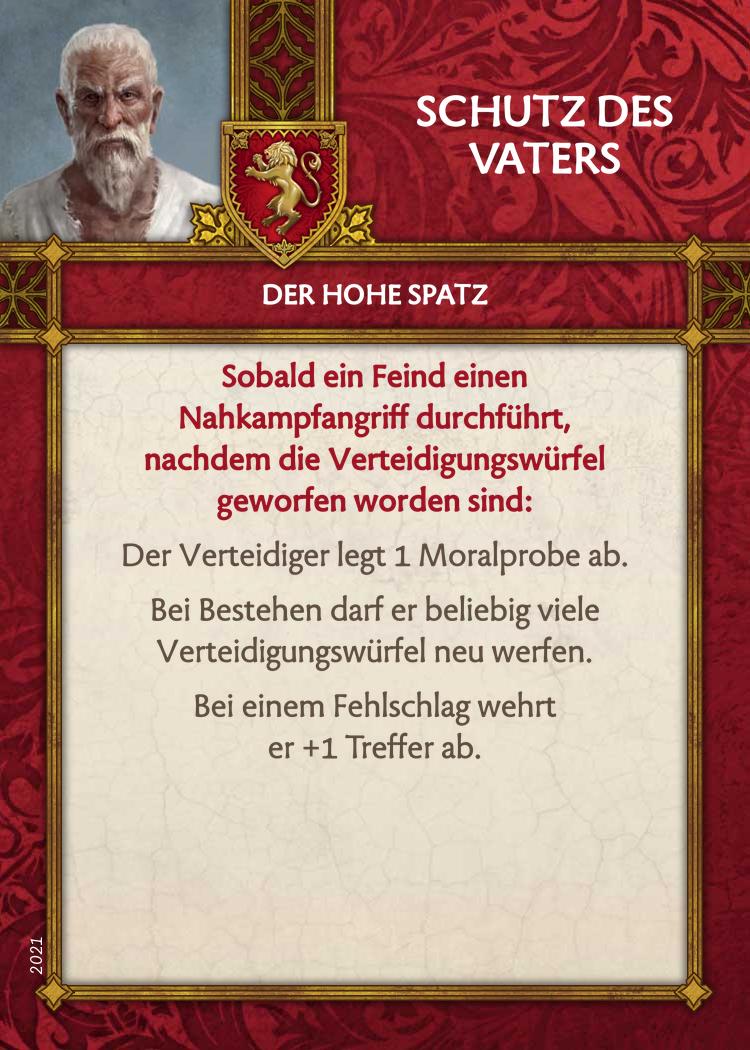 SCHUTZ DES
VATERS
DER HOHE SPATZ
Sobald ein Feind einen
Nahkampfangriff durchführt,
nachdem die Verteidigungswürfel
geworfen worden sind:
Der Verteidiger legt 1 Moralprobe ab.
Bei Bestehen darf er beliebig viele
Verteidigungswürfel neu werfen.
Bei einem Fehlschlag wehrt
er +1 Treffer ab.
2021